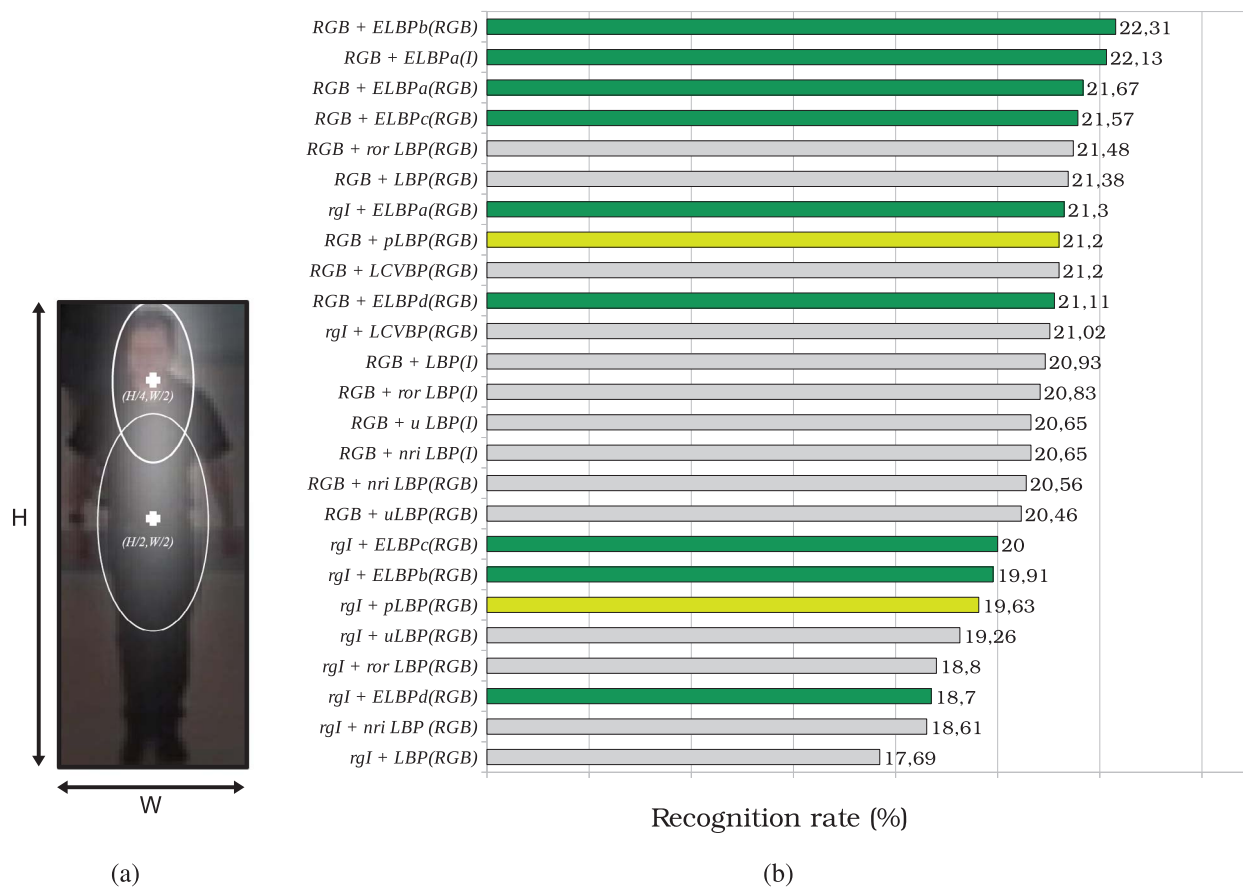 RGB + ELBPb(RGB) 22,31
RGB + ELBPa(I) 22,13
RGB + ELBPa(RGB) 21,67
RGB + ELBPc(RGB) 21,57
RGB + ror LBP(RGB) 21,48
RGB + LBP(RGB) 21,38
rgI + ELBPa(RGB) 21,3
RGB + pLBP(RGB) 21,2
RGB + LCVBP(RGB) 21,2
RGB + ELBPd(RGB) 21,11
rgI + LCVBP(RGB) 21,02
RGB + LBP(I) 20,93
RGB + ror LBP(I) 20,83
RGB + u LBP(I) 20,65
RGB + nri LBP(I) 20,65
RGB + nri LBP(RGB) 20,56
RGB + uLBP(RGB) 20,46
rgI + ELBPc(RGB) 20
rgI + ELBPb(RGB) 19,91
rgI + pLBP(RGB) 19,63
rgI + uLBP(RGB) 19,26
rgI + ror LBP(RGB) 18,8
rgI + ELBPd(RGB) 18,7
rgI + nri LBP (RGB) 18,61
rgI + LBP(RGB) 17,69
Recognition rate (%)
(H/4,W/2)
(H/2,W/2)
H
W
(a)
(b)